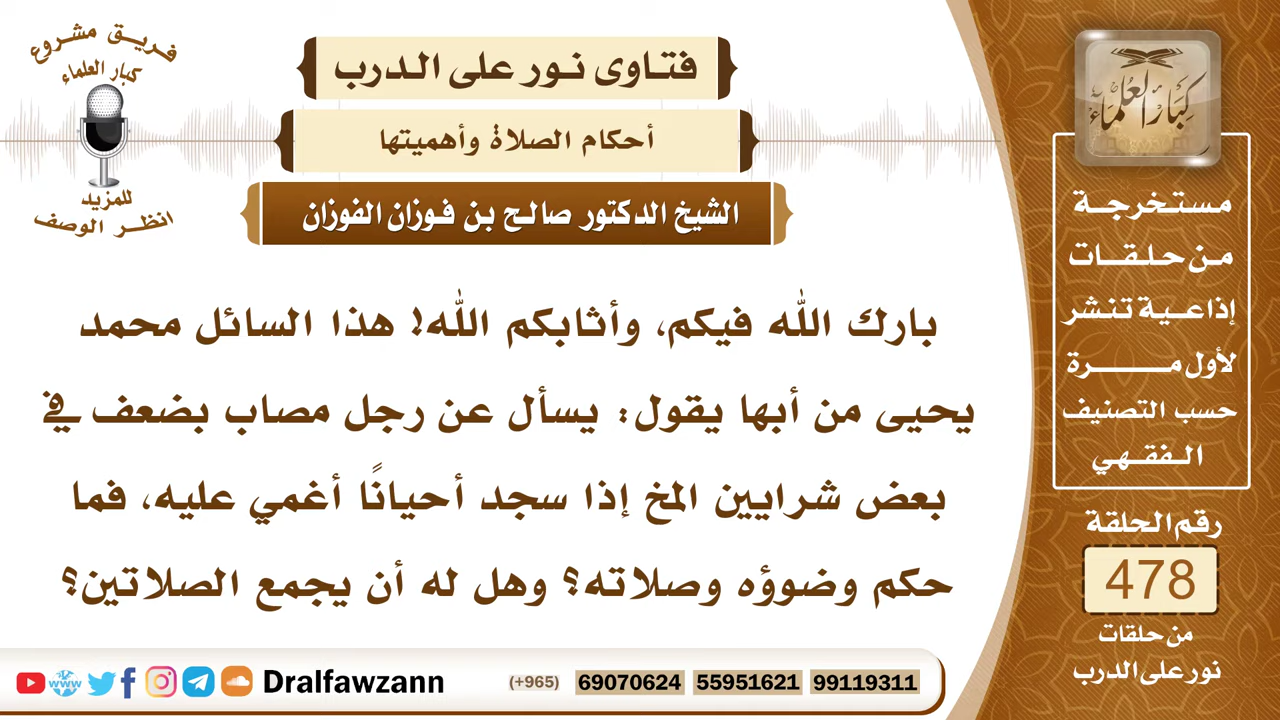 فريق مشروع
كبار العلماء
للمزيد
انظر الوصف
فتاوى نور على الدرب
أحكام الصلاة وأهميتها
الشيخ الدكتور صالح بن فوزان الفوزان
بارك الله فيكم، وأثابكم الله! هذا السائل محمد
يحيى من أبها يقول: يسأل عن رجل مصاب بضعف في
بعض شرايين المخ إذا سجد أحيانًا أغمي عليه، فما
حكم وضوؤه وصلاته؟ وهل له أن يجمع الصلاتين؟
كبار العلماء
مستخرجة
من حلقات
إذاعية تنشر
لأول مرة
حسب التصنيف
الفقهي
رقم الحلقة
478
من حلقات
نور على الدرب
www
Dralfawzann (+965) 69070624 55951621 99119311